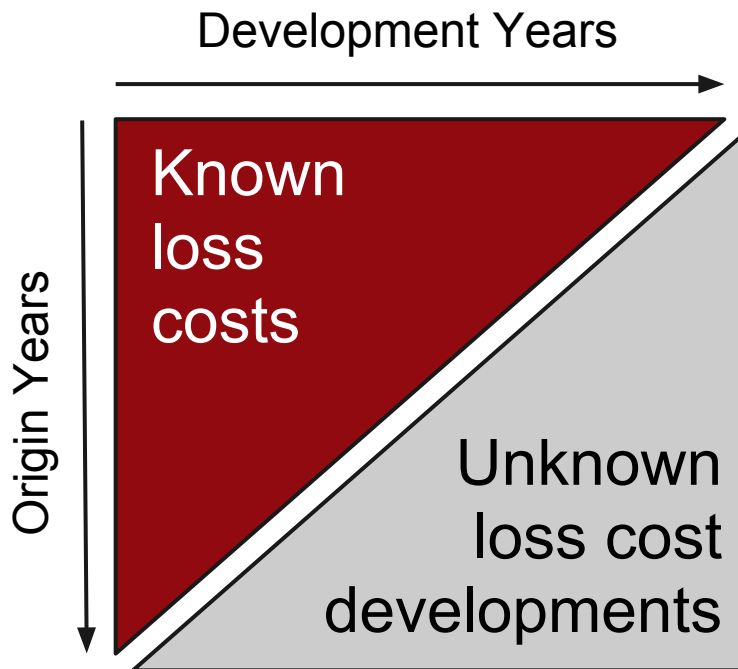 Development Years
Known
loss
costs
Origin Years
Unknown
loss cost
developments